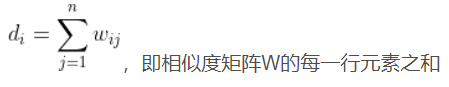 $d_i = \sum_{j=1}^{n} w_{ij}$ ，即相似度矩阵W的每一行元素之和